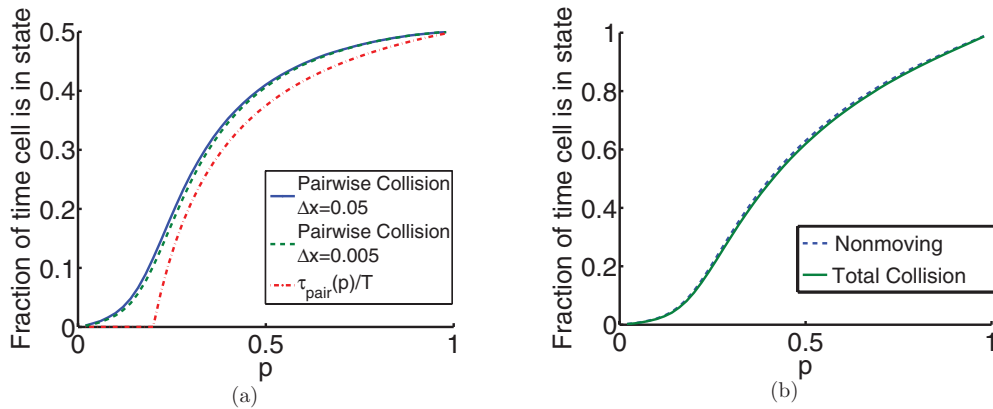 Fraction of time cell is in state
0.5
0.4
0.3
0.2
0.1
0
0
0.5
1
p
Pairwise Collision
Δx=0.05
Pairwise Collision
Δx=0.005
τpair(p)/T
(a)
Fraction of time cell is in state
1
0.8
0.6
0.4
0.2
0
0
0.5
1
p
Nonmoving
Total Collision
(b)